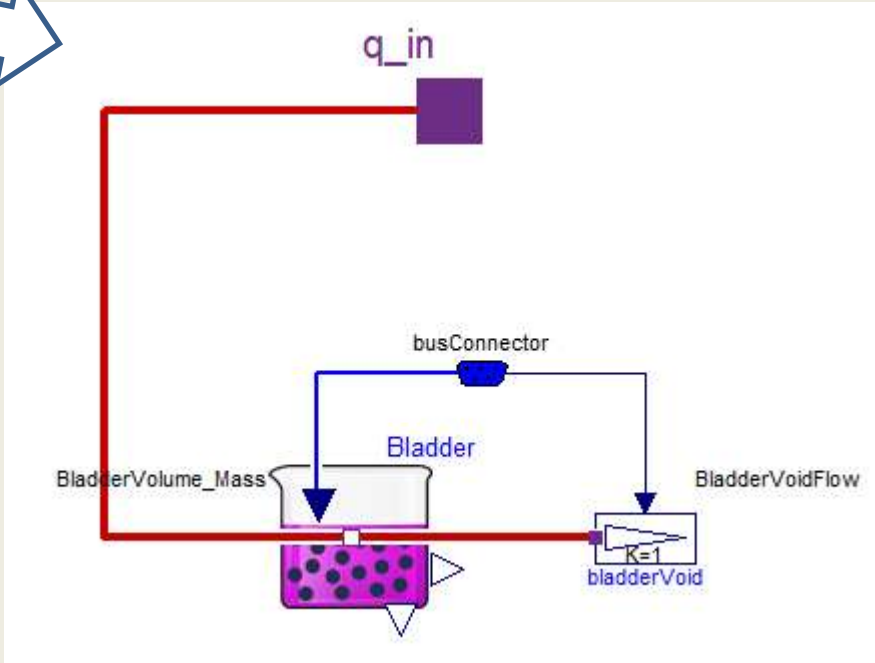 q_in
busConnector
Bladder
BladderVolume_Mass
BladderVoidFlow
K=1
bladderVoid